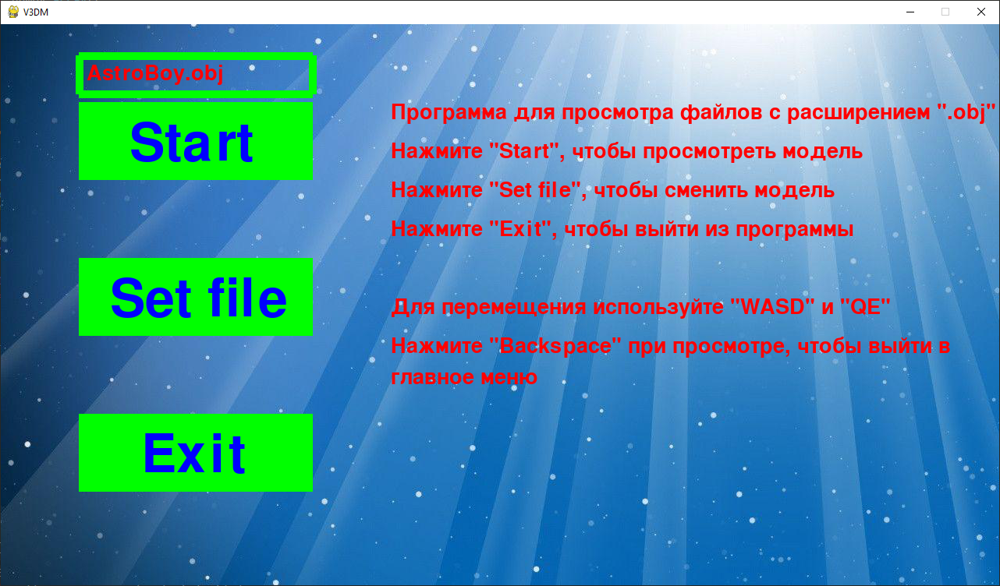 V3DM
AstroBoy.obj
Start
Set file
Exit
Программа для просмотра файлов с расширением ".obj"
Нажмите "Start", чтобы просмотреть модель
Нажмите "Set file", чтобы сменить модель
Нажмите "Exit", чтобы выйти из программы
Для перемещения используйте "WASD" и "QE"
Нажмите "Backspace" при просмотре, чтобы выйти в
главное меню